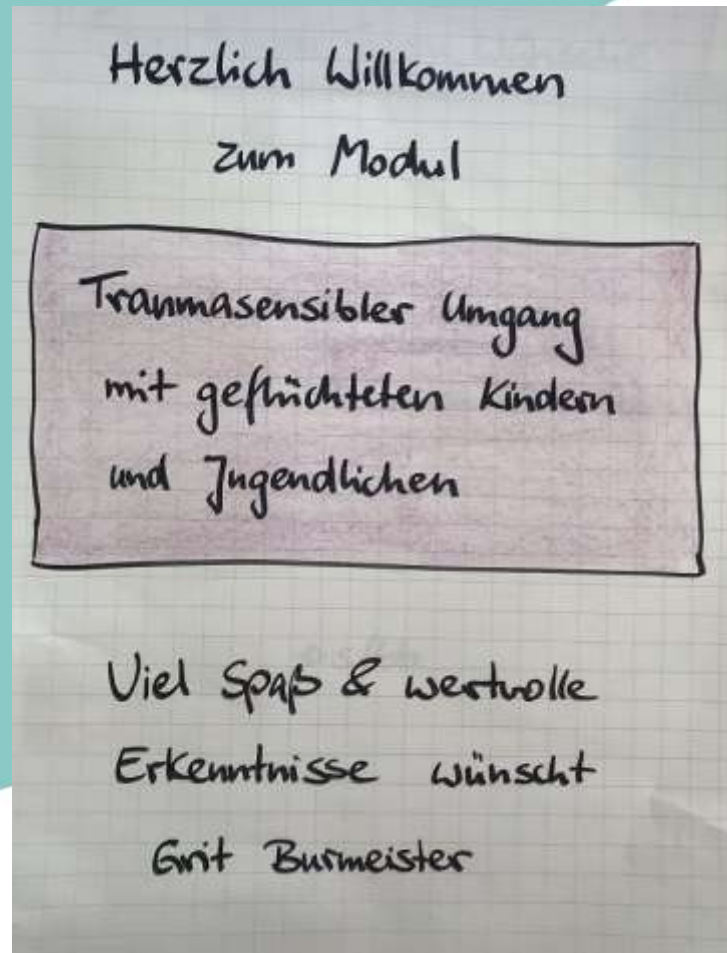 Herzlich Willkommen
zum Modul
Traumasensibler Umgang
mit geflüchteten Kindern
und Jugendlichen
Viel Spaß & wertvolle
Erkenntnisse wünscht
Grit Burmeister